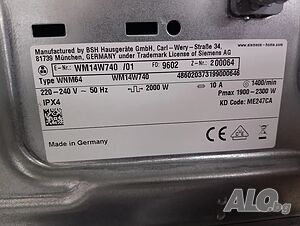 Manufactured by BSH Hausgeräte GmbH, Carl-Wery-Straße 34,
81739 München, GERMANY under Trademark License of Siemens AG
www.siemens-home.com
E-Nr.: WM14W740 /01 FD: 9602 Z-Nr.: 200064
Type WNM64 WM14W740 486020373199000646
220-240 V ~ 50 Hz 2000 W 10 A 1400/min
IPX4 Pmax 1900-2300 W
KD Code: ME247CA
Made in Germany
ALO.bg